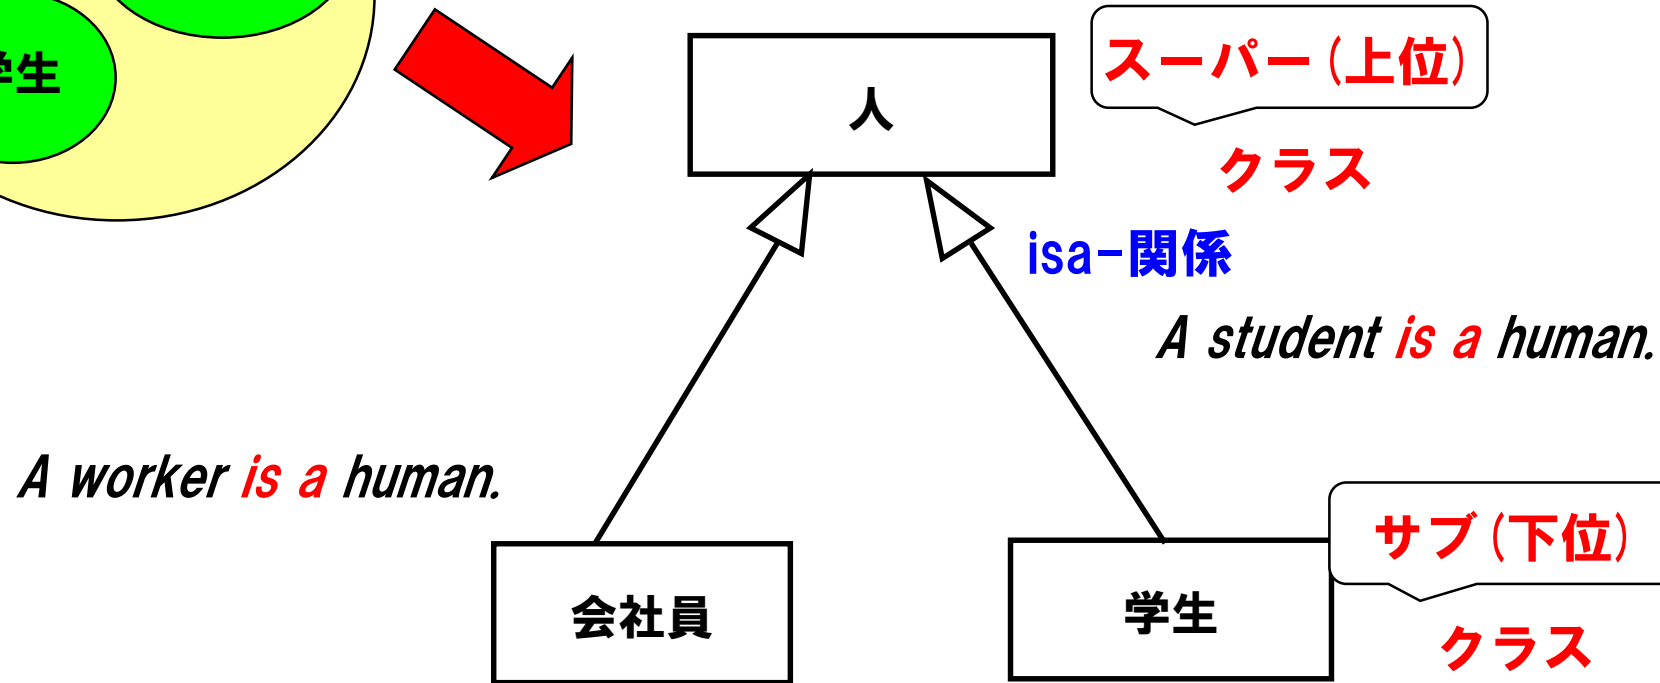 スーパー(上位)
学生
人
クラス
isa-関係
A student is a human.
A worker is a human.
サブ(下位)
会社員
学生
クラス